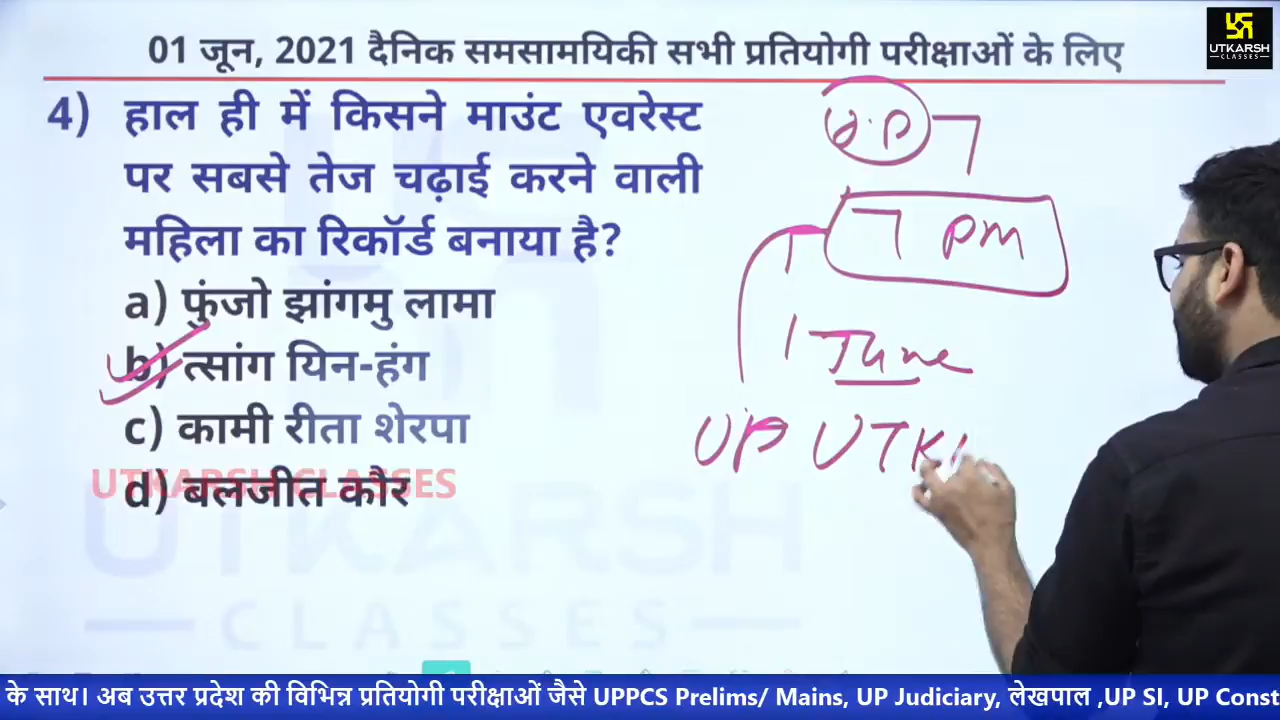 01 जून, 2021 दैनिक समसामयिकी सभी प्रतियोगी परीक्षाओं के लिए
UTKARSH
CLASSES
4) हाल ही में किसने माउंट एवरेस्ट
पर सबसे तेज चढ़ाई करने वाली
महिला का रिकॉर्ड बनाया है?
a) फुंजो झांगमु लामा
b) त्सांग यिन-हंग
c) कामी रीता शेरपा
d) बलजीत कौर
U.P
7 PM
1 June
UP UTK
UTKARSH CLASSES
UTKARSH
CLASSES
के साथ। अब उत्तर प्रदेश की विभिन्न प्रतियोगी परीक्षाओं जैसे UPPCS Prelims/ Mains, UP Judiciary, लेखपाल ,UP SI, UP Const